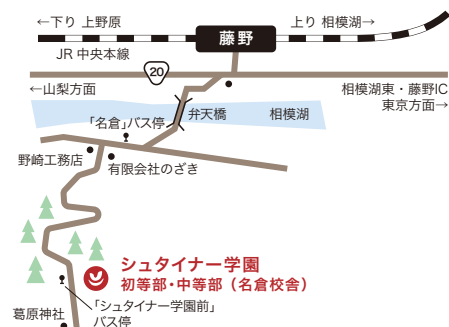 ←下り 上野原
藤野
上り 相模湖→
JR 中央本線
20
←山梨方面
相模湖東・藤野IC
東京方面→
弁天橋
相模湖
「名倉」バス停
野崎工務店
有限会社のざき
シュタイナー学園
初等部・中等部（名倉校舎）
葛原神社
「シュタイナー学園前」
バス停